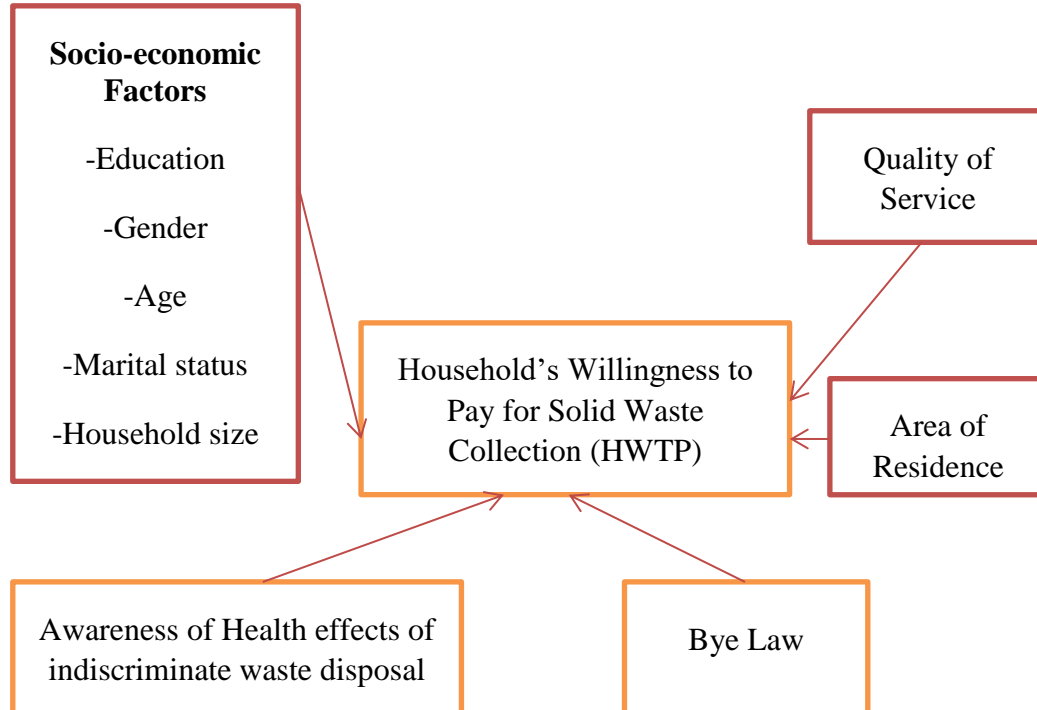 Socio-economic
Factors
-Education
-Gender
-Age
-Marital status
-Household size
Quality of
Service
Household’s Willingness to
Pay for Solid Waste
Collection (HWTP)
Area of
Residence
Awareness of Health effects of
indiscriminate waste disposal
Bye Law